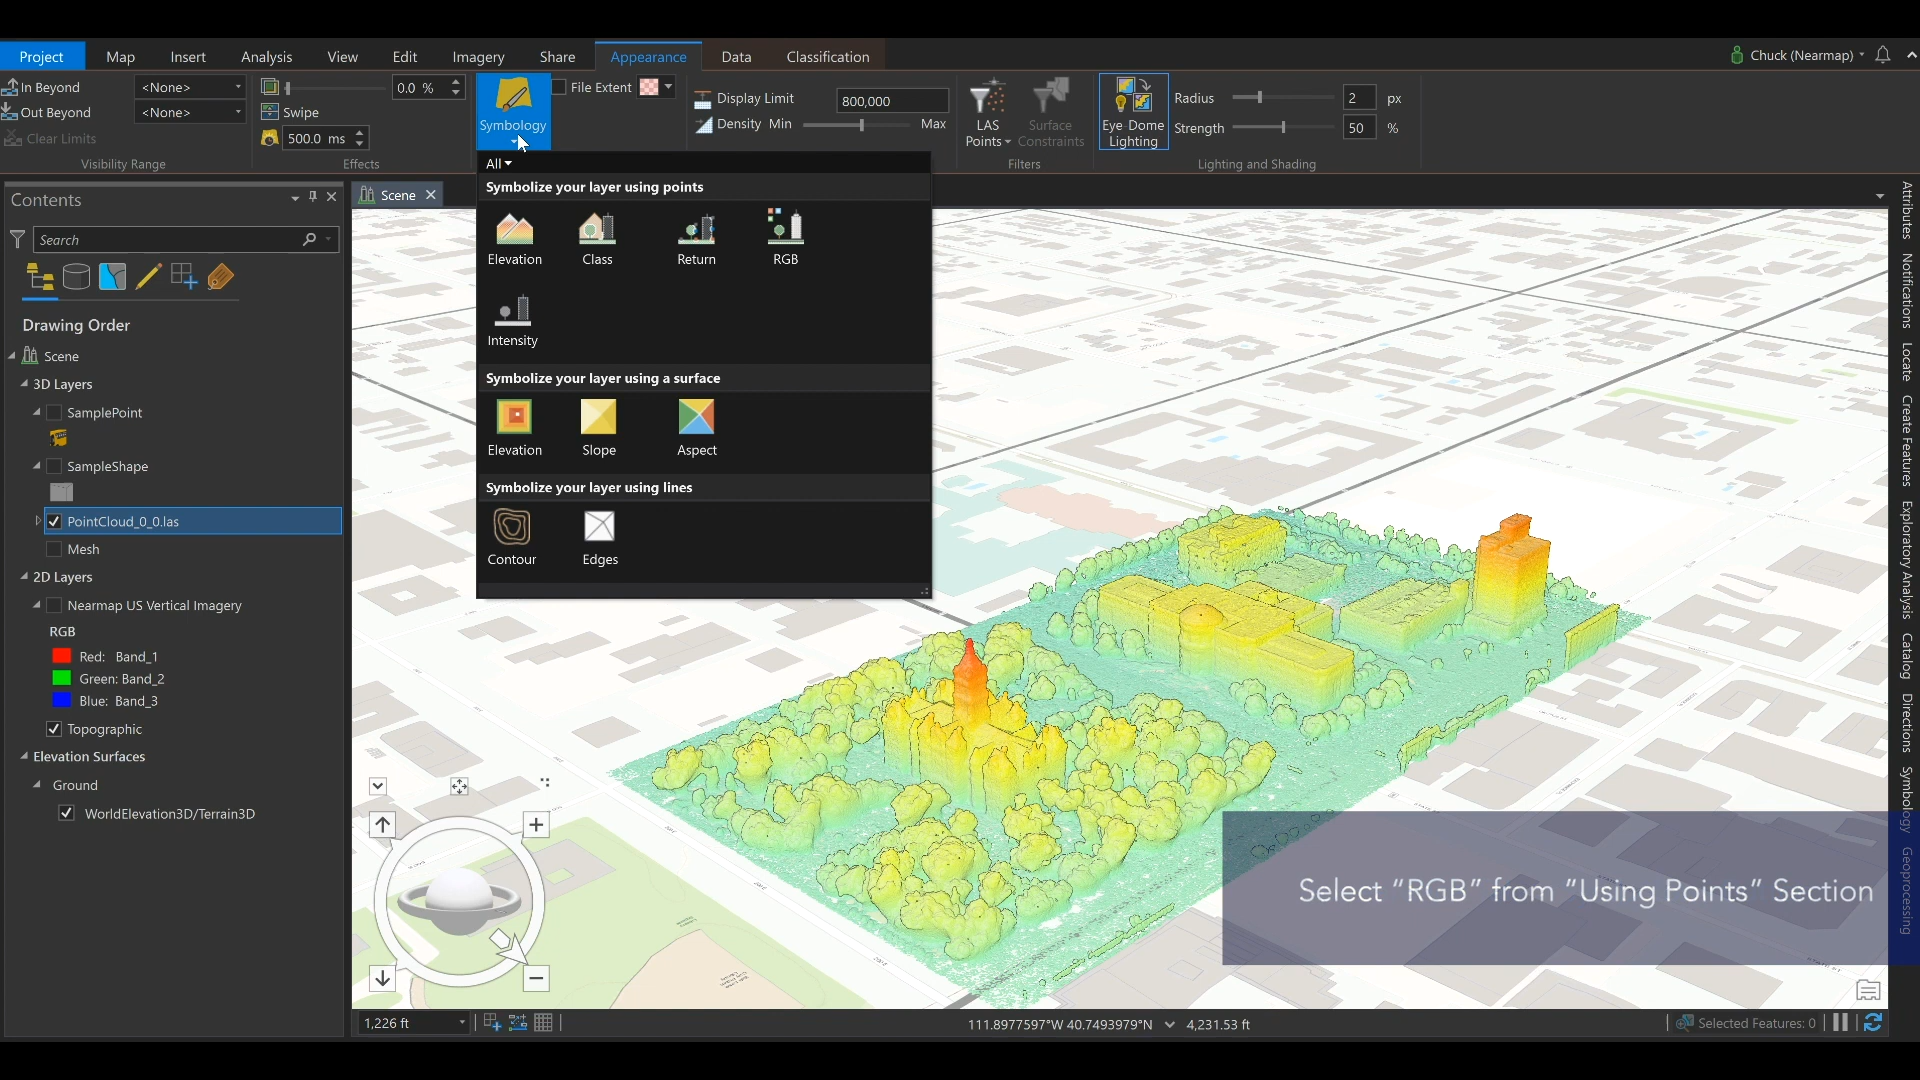 Project Map Insert Analysis View Edit Imagery Share Appearance Data Classification Chuck (Nearmap)
In Beyond <None> 0.0 % File Extent Display Limit 800,000 Radius 2 px
Out Beyond <None> Swipe Symbology Density Min Max LAS Points Surface Constraints Eye-Dome Lighting Strength 50 %
Clear Limits 500.0 ms
Visibility Range Effects Filters Lighting and Shading
All
Symbolize your layer using points
Elevation Class Return RGB
Intensity
Symbolize your layer using a surface
Elevation Slope Aspect
Symbolize your layer using lines
Contour Edges
Contents
Search
Drawing Order
Scene
3D Layers
SamplePoint
SampleShape
PointCloud_0_0.las
Mesh
2D Layers
Nearmap US Vertical Imagery
RGB
Red: Band_1
Green: Band_2
Blue: Band_3
Topographic
Elevation Surfaces
Ground
WorldElevation3D/Terrain3D
Scene
Select “RGB” from “Using Points” Section
Attributes
Notifications
Locate
Create Features
Exploratory Analysis
Catalog
Directions
Symbology
Geoprocessing
1,226 ft 111.8977597°W 40.7493979°N 4,231.53 ft Selected Features: 0